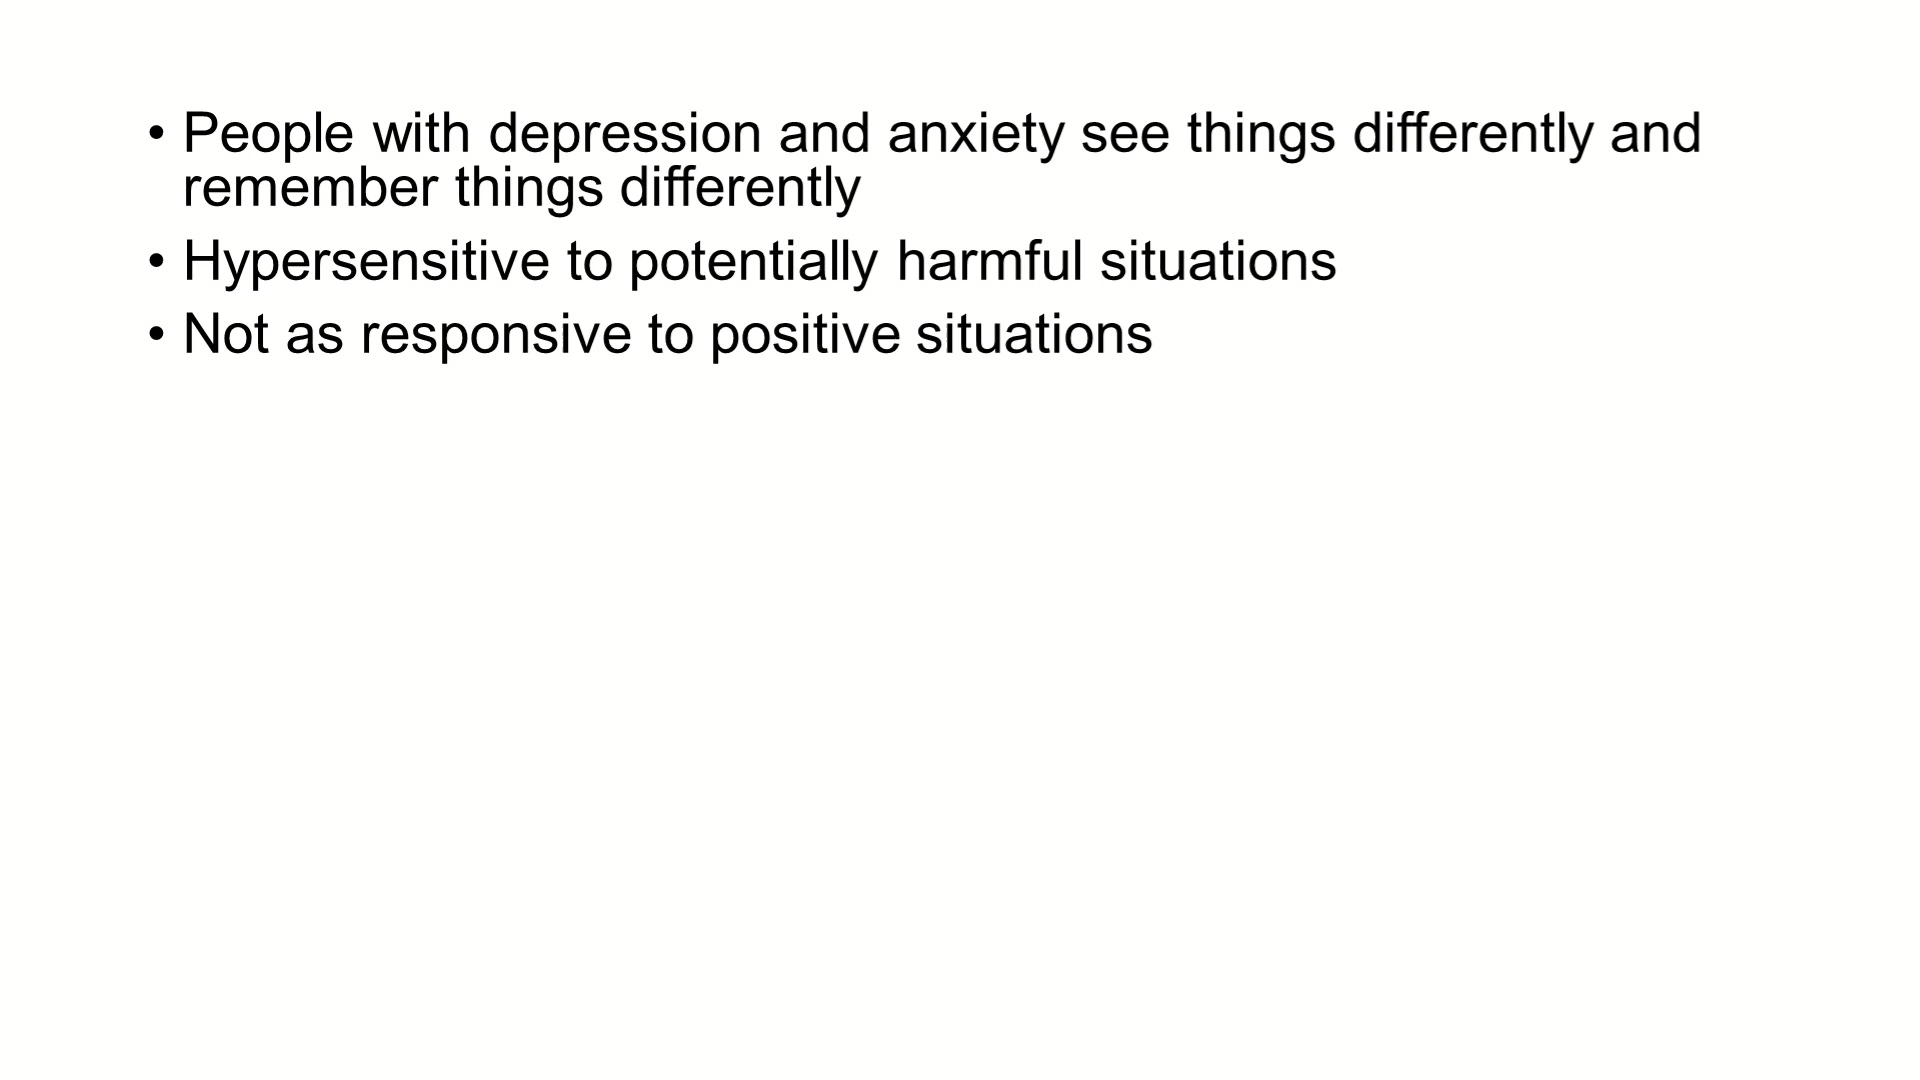 • People with depression and anxiety see things differently and
remember things differently
• Hypersensitive to potentially harmful situations
• Not as responsive to positive situations